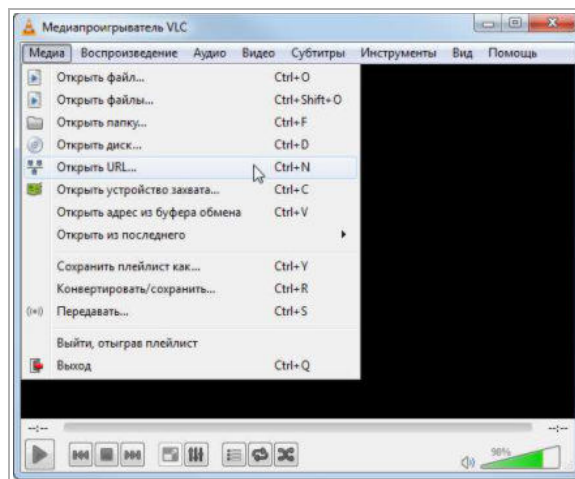 Медиапроигрыватель VLC
Медиа Воспроизведение Аудио Видео Субтитры Инструменты Вид Помощь
Открыть файл... Ctrl+O
Открыть файлы... Ctrl+Shift+O
Открыть папку... Ctrl+F
Открыть диск... Ctrl+D
Открыть URL... Ctrl+N
Открыть устройство захвата... Ctrl+C
Открыть адрес из буфера обмена Ctrl+V
Открыть из последнего
Сохранить плейлист как... Ctrl+Y
Конвертировать/сохранить... Ctrl+R
Передавать... Ctrl+S
Выйти, отыграв плейлист
Выход Ctrl+Q
--:-- --:--
98%